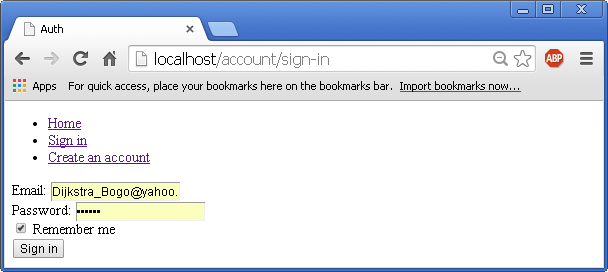 Auth
localhost/account/sign-in
ABP
Apps For quick access, place your bookmarks here on the bookmarks bar. Import bookmarks now...
Home
Sign in
Create an account
Email: Dijkstra_Bogo@yahoo.
Password: ••••••
Remember me
Sign in